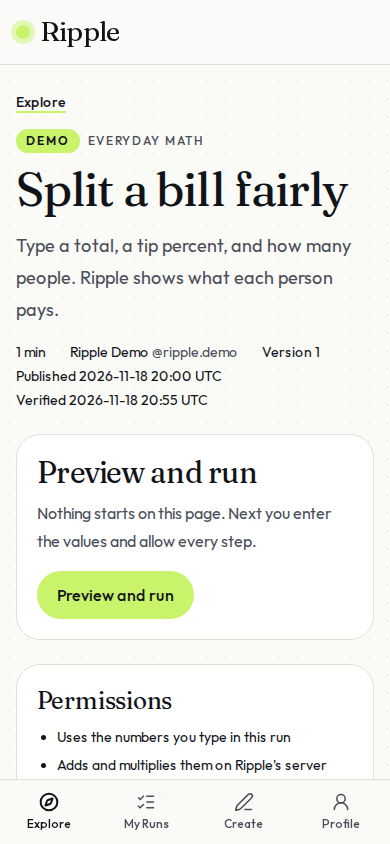 Ripple
Explore
DEMO EVERYDAY MATH
Split a bill fairly
Type a total, a tip percent, and how many
people. Ripple shows what each person
pays.
1 min Ripple Demo @ripple.demo Version 1
Published 2026-11-18 20:00 UTC
Verified 2026-11-18 20:55 UTC
Preview and run
Nothing starts on this page. Next you enter
the values and allow every step.
Preview and run
Permissions
• Uses the numbers you type in this run
• Adds and multiplies them on Ripple's server
Explore My Runs Create Profile